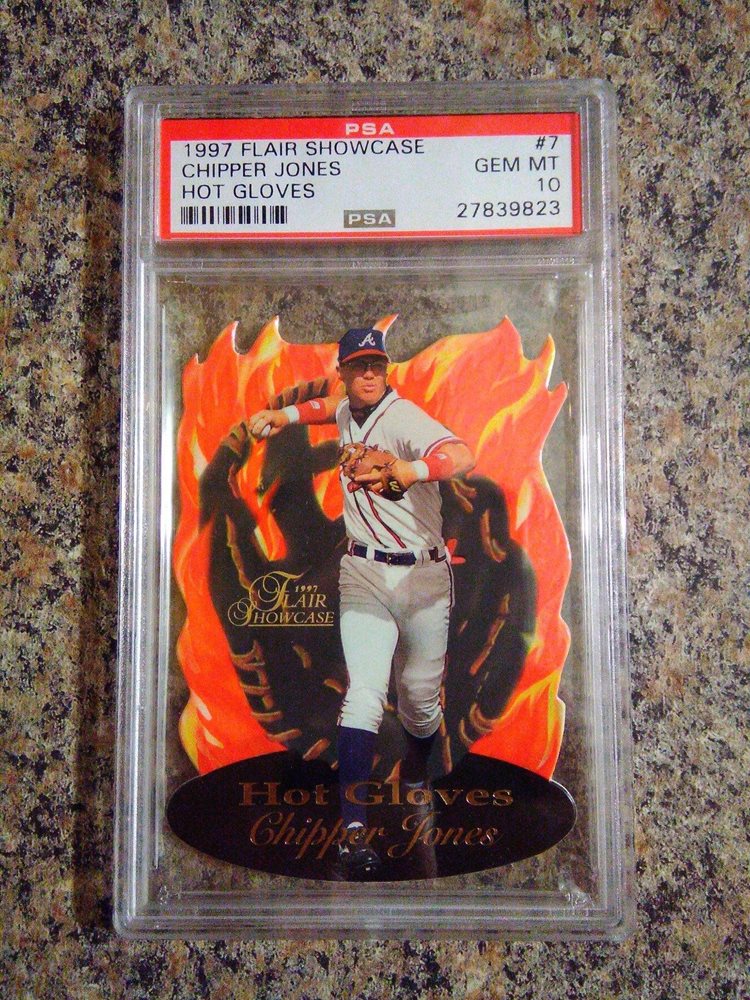 PSA
1997 FLAIR SHOWCASE #7
CHIPPER JONES GEM MT
HOT GLOVES 10
PSA 27839823
A
1997
FLAIR
SHOWCASE
Hot Gloves
Chipper Jones